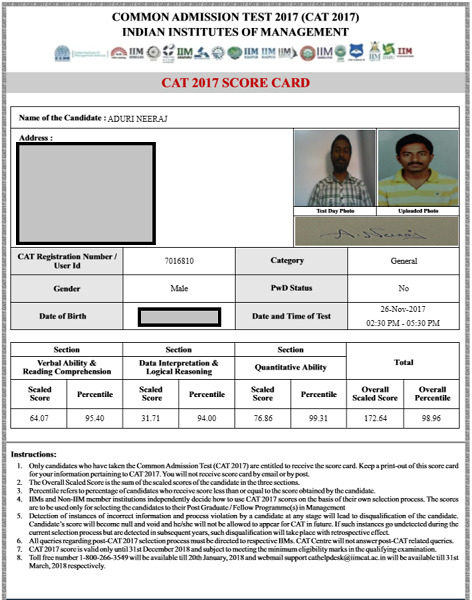 COMMON ADMISSION TEST 2017 (CAT 2017)
INDIAN INSTITUTES OF MANAGEMENT
IIM
IIM
IIM
IIM
IIM
IIM
IIM
CAT 2017 SCORE CARD
Name of the Candidate : ADURI NEERAJ
Address :
Test Day Photo
Uploaded Photo
CAT Registration Number / User Id
7016810
Category
General
Gender
Male
PwD Status
No
Date of Birth
Date and Time of Test
26-Nov-2017
02:30 PM - 05:30 PM
Section
Section
Section
Total
Verbal Ability &
Reading Comprehension
Data Interpretation &
Logical Reasoning
Quantitative Ability
Scaled Score
Percentile
Scaled Score
Percentile
Scaled Score
Percentile
Overall Scaled Score
Overall Percentile
64.07
95.40
31.71
94.00
76.86
99.31
172.64
98.96
Instructions:
1. Only candidates who have taken the Common Admission Test (CAT 2017) are entitled to receive the score card. Keep a print-out of this score card
for your information pertaining to CAT 2017. You will not receive score card by email or by post.
2. The Overall Scaled Score is the sum of the scaled scores of the candidate in the three sections.
3. Percentile refers to percentage of candidates who receive score less than or equal to the score obtained by the candidate.
4. IIMs and Non-IIM member institutions independently decide how to use CAT 2017 scores on the basis of their own selection process. The scores
are to be used only for selecting the candidates to their Post Graduate / Fellow Programme(s) in Management
5. Detection of instances of incorrect information and process violation by a candidate at any stage will lead to disqualification of the candidate.
Candidate's score will become null and void and he/she will not be allowed to appear for CAT in future. If such instances go undetected during the
current selection process but are detected in subsequent years, such disqualification will take place with retrospective effect.
6. All queries regarding post-CAT 2017 selection process must be directed to respective IIMs. CAT Centre will not answer post-CAT related queries.
7. CAT 2017 score is valid only until 31st December 2018 and subject to meeting the minimum eligibility marks in the qualifying examination.
8. Toll free number 1-800-266-3549 will be available till 20th January, 2018, and webmail support cathelpdesk@iimcat.ac.in will be available till 31st
March, 2018 respectively.